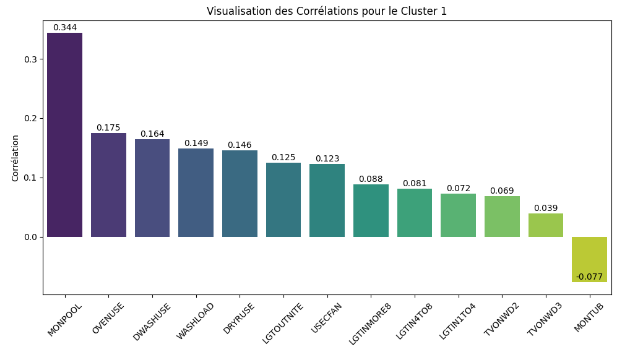 Visualisation des Corrélations pour le Cluster 1
0.344
0.175
0.164
0.149
0.146
0.125
0.123
0.088
0.081
0.072
0.069
0.039
-0.077
0.3
0.2
0.1
0.0
Corrélation
MONPOOL
OVENUSE
DWASHUSE
WASHLOAD
DRYRUSE
LGTOUTNITE
USECFAN
LGTINMORE8
LGTIN4TO8
LGTIN1TO4
TVONWD2
TVONWD3
MONTUB